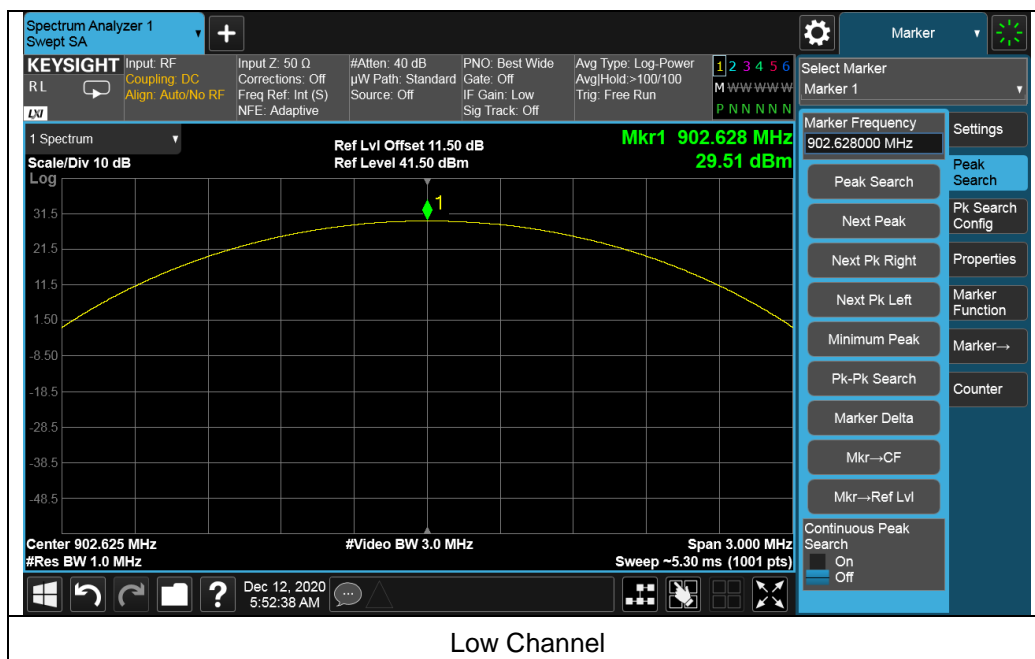 Spectrum Analyzer 1
Swept SA
+
Marker
KEYSIGHT
RL
LXI
Input: RF
Coupling: DC
Align: Auto/No RF
Input Z: 50 Ω
Corrections: Off
Freq Ref: Int (S)
NFE: Adaptive
#Atten: 40 dB
µW Path: Standard
Source: Off
PNO: Best Wide
Gate: Off
IF Gain: Low
Sig Track: Off
Avg Type: Log-Power
Avg|Hold:>100/100
Trig: Free Run
1 2 3 4 5 6
M W W W W W
P N N N N N
Select Marker
Marker 1
1 Spectrum
Scale/Div 10 dB
Log
Ref Lvl Offset 11.50 dB
Ref Level 41.50 dBm
Mkr1 902.628 MHz
29.51 dBm
1
31.5
21.5
11.5
1.50
-8.50
-18.5
-28.5
-38.5
-48.5
Center 902.625 MHz
#Res BW 1.0 MHz
#Video BW 3.0 MHz
Span 3.000 MHz
Sweep ~5.30 ms (1001 pts)
Marker Frequency
902.628000 MHz
Peak Search
Next Peak
Next Pk Right
Next Pk Left
Minimum Peak
Pk-Pk Search
Marker Delta
Mkr→CF
Mkr→Ref Lvl
Continuous Peak
Search
On
Off
Settings
Peak
Search
Pk Search
Config
Properties
Marker
Function
Marker→
Counter
?
Dec 12, 2020
5:52:38 AM
Low Channel